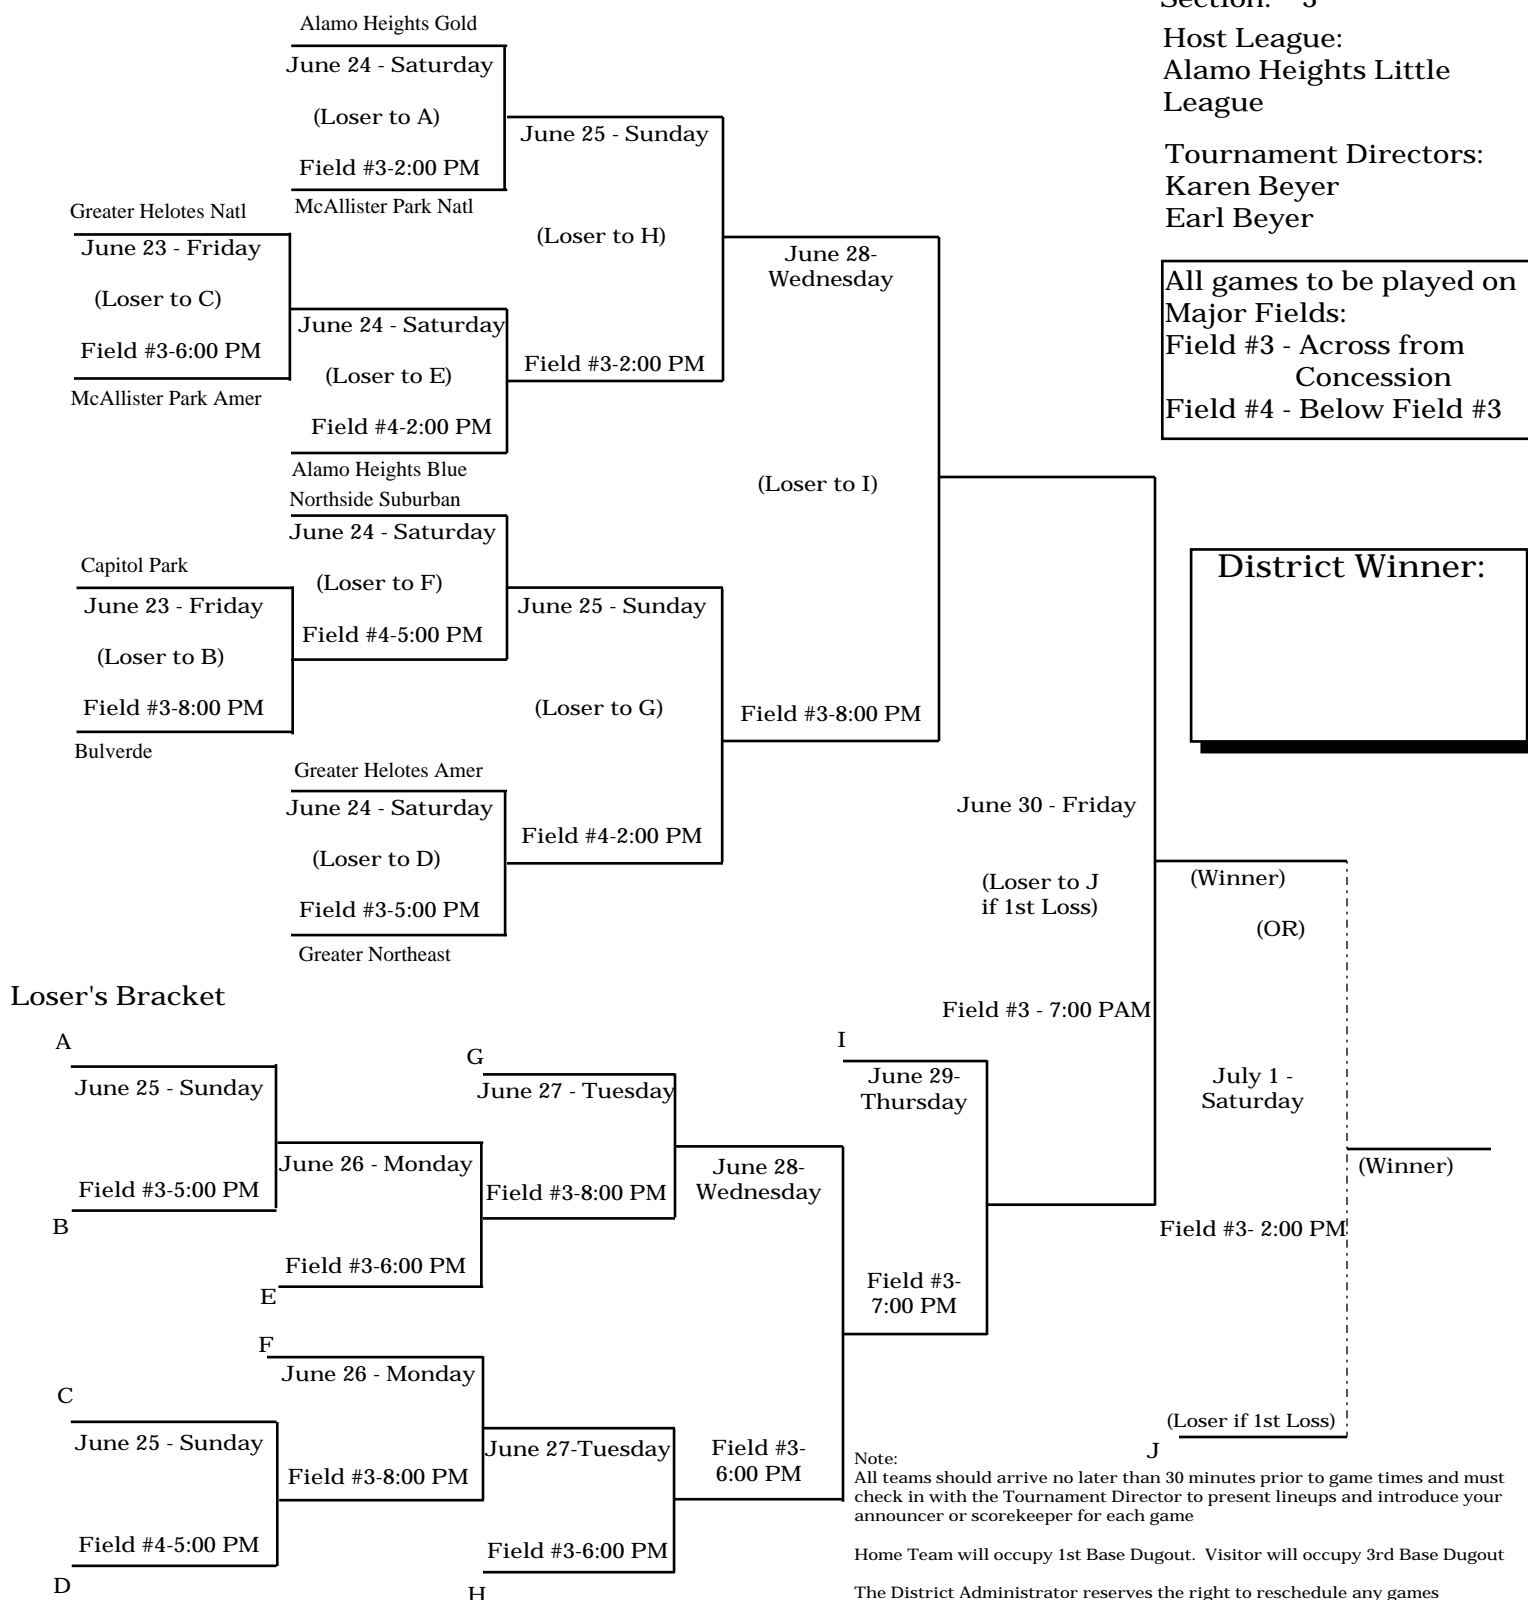 Section: 3
Host League:
Alamo Heights Little
League
Tournament Directors:
Karen Beyer
Earl Beyer
All games to be played on
Major Fields:
Field #3 - Across from
Concession
Field #4 - Below Field #3
Alamo Heights Gold
June 24 - Saturday
(Loser to A)
Field #3-2:00 PM
McAllister Park Natl
June 25 - Sunday
(Loser to H)
Field #3-2:00 PM
Greater Helotes Natl
June 23 - Friday
(Loser to C)
Field #3-6:00 PM
McAllister Park Amer
June 24 - Saturday
(Loser to E)
Field #4-2:00 PM
Alamo Heights Blue
June 28-
Wednesday
(Loser to I)
Field #3-8:00 PM
Northside Suburban
June 24 - Saturday
(Loser to F)
Field #4-5:00 PM
Capitol Park
June 23 - Friday
(Loser to B)
Field #3-8:00 PM
Bulverde
June 25 - Sunday
(Loser to G)
Field #4-2:00 PM
Greater Helotes Amer
June 24 - Saturday
(Loser to D)
Field #3-5:00 PM
Greater Northeast
District Winner:
June 30 - Friday
(Loser to J
if 1st Loss)
Field #3 - 7:00 PAM
(Winner)
(OR)
July 1 -
Saturday
Field #3- 2:00 PM
(Winner)
(Loser if 1st Loss)
J
Loser's Bracket
A
June 25 - Sunday
Field #3-5:00 PM
B
June 26 - Monday
Field #3-6:00 PM
E
G
June 27 - Tuesday
Field #3-8:00 PM
June 28-
Wednesday
Field #3-
6:00 PM
I
June 29-
Thursday
Field #3-
7:00 PM
F
June 26 - Monday
Field #3-8:00 PM
C
June 25 - Sunday
Field #4-5:00 PM
D
June 27-Tuesday
Field #3-6:00 PM
H
Note:
All teams should arrive no later than 30 minutes prior to game times and must
check in with the Tournament Director to present lineups and introduce your
announcer or scorekeeper for each game
Home Team will occupy 1st Base Dugout. Visitor will occupy 3rd Base Dugout
The District Administrator reserves the right to reschedule any games